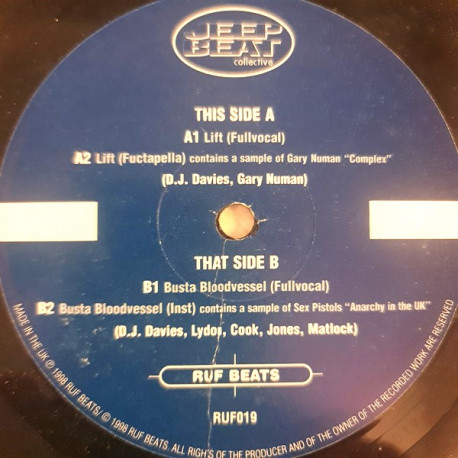 JEEP
BEAT
collective
THIS SIDE A
A1 Lift (Fullvocal)
A2 Lift (Fuctapella) contains a sample of Gary Numan "Complex"
(D.J. Davies, Gary Numan)
THAT SIDE B
B1 Busta Bloodvessel (Fullvocal)
B2 Busta Bloodvessel (Inst) contains a sample of Sex Pistols "Anarchy in the UK"
(D.J. Davies, Lydon, Cook, Jones, Matlock)
RUF BEATS
RUF019
MADE IN THE UK ℗ 1998 RUF BEATS/ © 1998 RUF BEATS. ALL RIGH'S OF THE PRODUCER AND OF THE OWNER OF THE RECORDED WORK ARE RESERVED